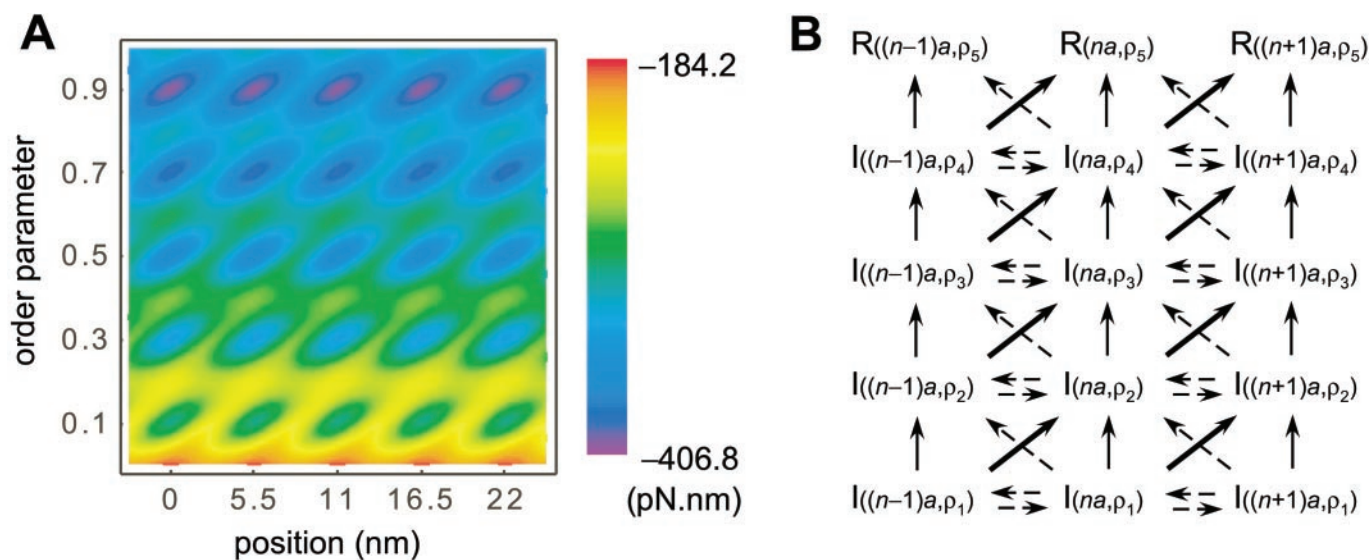 A
order parameter
0.9
0.7
0.5
0.3
0.1
0 5.5 11 16.5 22
position (nm)
–184.2
–406.8
(pN.nm)
B
R((n–1)a,ρ5) R(na,ρ5) R((n+1)a,ρ5)
I((n–1)a,ρ4) I(na,ρ4) I((n+1)a,ρ4)
I((n–1)a,ρ3) I(na,ρ3) I((n+1)a,ρ3)
I((n–1)a,ρ2) I(na,ρ2) I((n+1)a,ρ2)
I((n–1)a,ρ1) I(na,ρ1) I((n+1)a,ρ1)